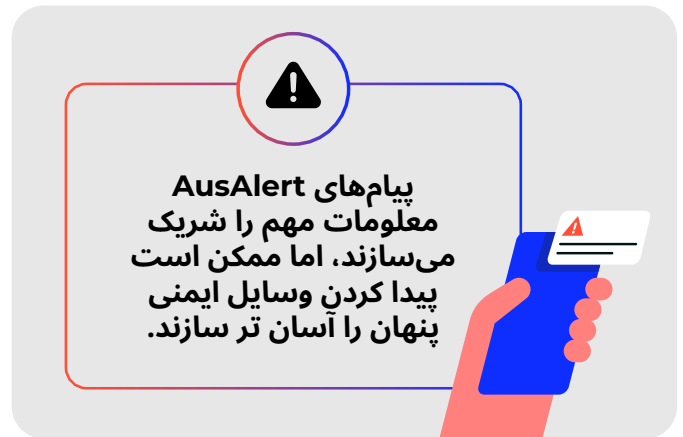 پیام‌های AusAlert
معلومات مهم را شریک
می‌سازند، اما ممکن است
پیدا کردن وسایل ایمنی
پنهان را آسان تر سازند.